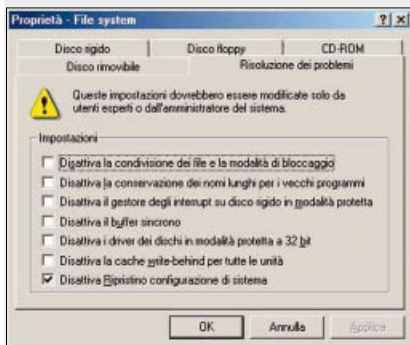 Proprietà - File system
Disco rigido
Disco floppy
CD-ROM
Disco rimovibile
Risoluzione dei problemi
Queste impostazioni dovrebbero essere modificate solo da
utenti esperti o dall'amministratore del sistema.
Impostazioni
Disattiva la condivisione dei file e la modalità di bloccaggio
Disattiva la conservazione dei nomi lunghi per i vecchi programmi
Disattiva il gestore degli interrupt su disco rigido in modalità protetta
Disattiva il buffer sincrono
Disattiva i driver dei dischi in modalità protetta a 32 bit
Disattiva la cache write-behind per tutte le unità
Disattiva Ripristino configurazione di sistema
OK
Annulla
Applica